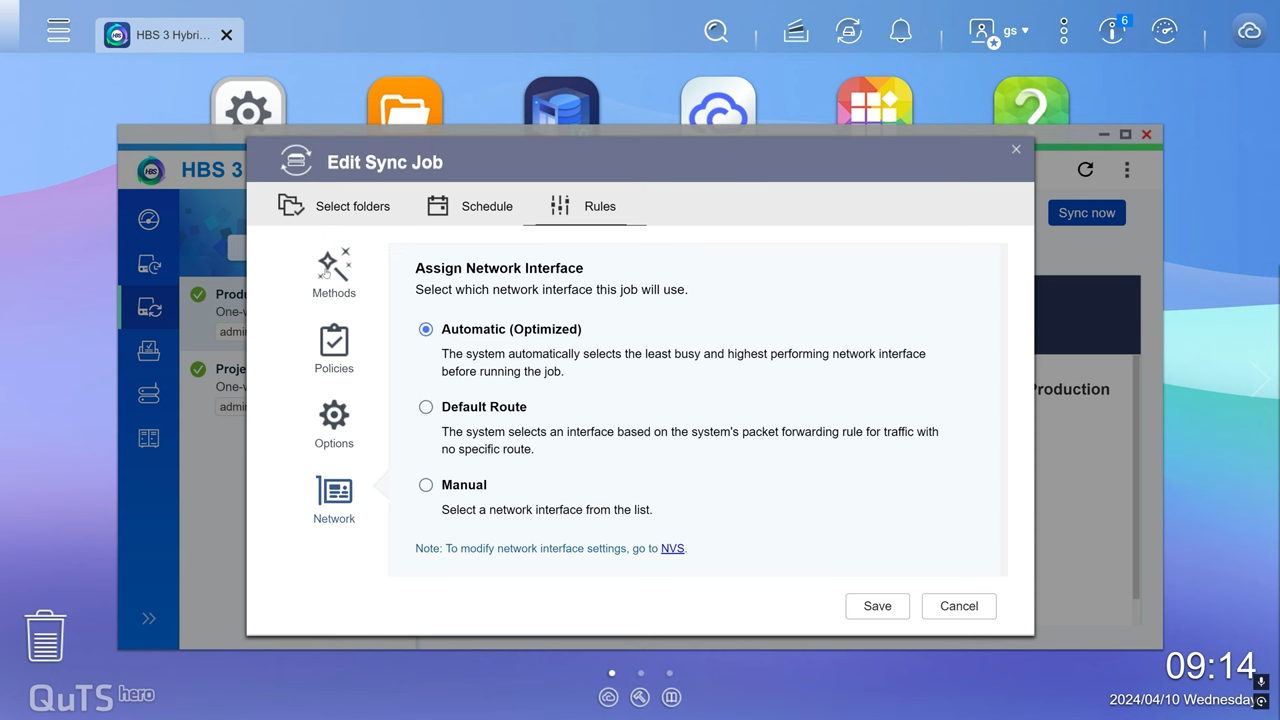 HBS 3 Hybri...
6
gs
HBS 3
Edit Sync Job
Select folders
Schedule
Rules
Sync now
Methods
Policies
Options
Network
Assign Network Interface
Select which network interface this job will use.
Automatic (Optimized)
The system automatically selects the least busy and highest performing network interface
before running the job.
Default Route
The system selects an interface based on the system's packet forwarding rule for traffic with
no specific route.
Manual
Select a network interface from the list.
Note: To modify network interface settings, go to NVS.
Save
Cancel
Produ
One-w
admin
Proje
One-w
admin
Production
09:14
2024/04/10 Wednesday
QuTS hero